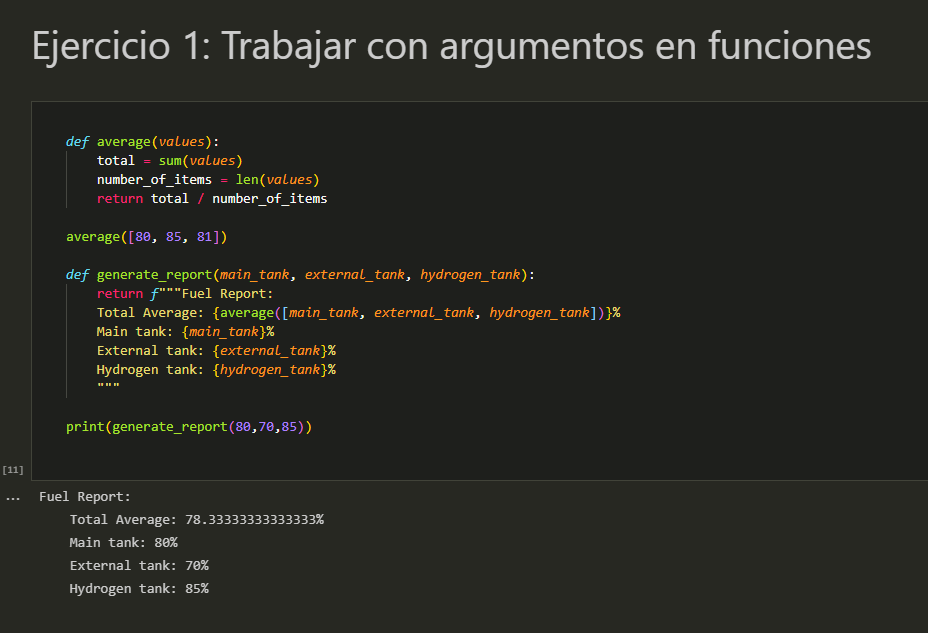 Ejercicio 1: Trabajar con argumentos en funciones
def average(values):
    total = sum(values)
    number_of_items = len(values)
    return total / number_of_items
average([80, 85, 81])
def generate_report(main_tank, external_tank, hydrogen_tank):
    return f"""Fuel Report:
    Total Average: {average([main_tank, external_tank, hydrogen_tank])}%
    Main tank: {main_tank}%
    External tank: {external_tank}%
    Hydrogen tank: {hydrogen_tank}%
    """
print(generate_report(80,70,85))
[11]
... Fuel Report:
    Total Average: 78.33333333333333%
    Main tank: 80%
    External tank: 70%
    Hydrogen tank: 85%